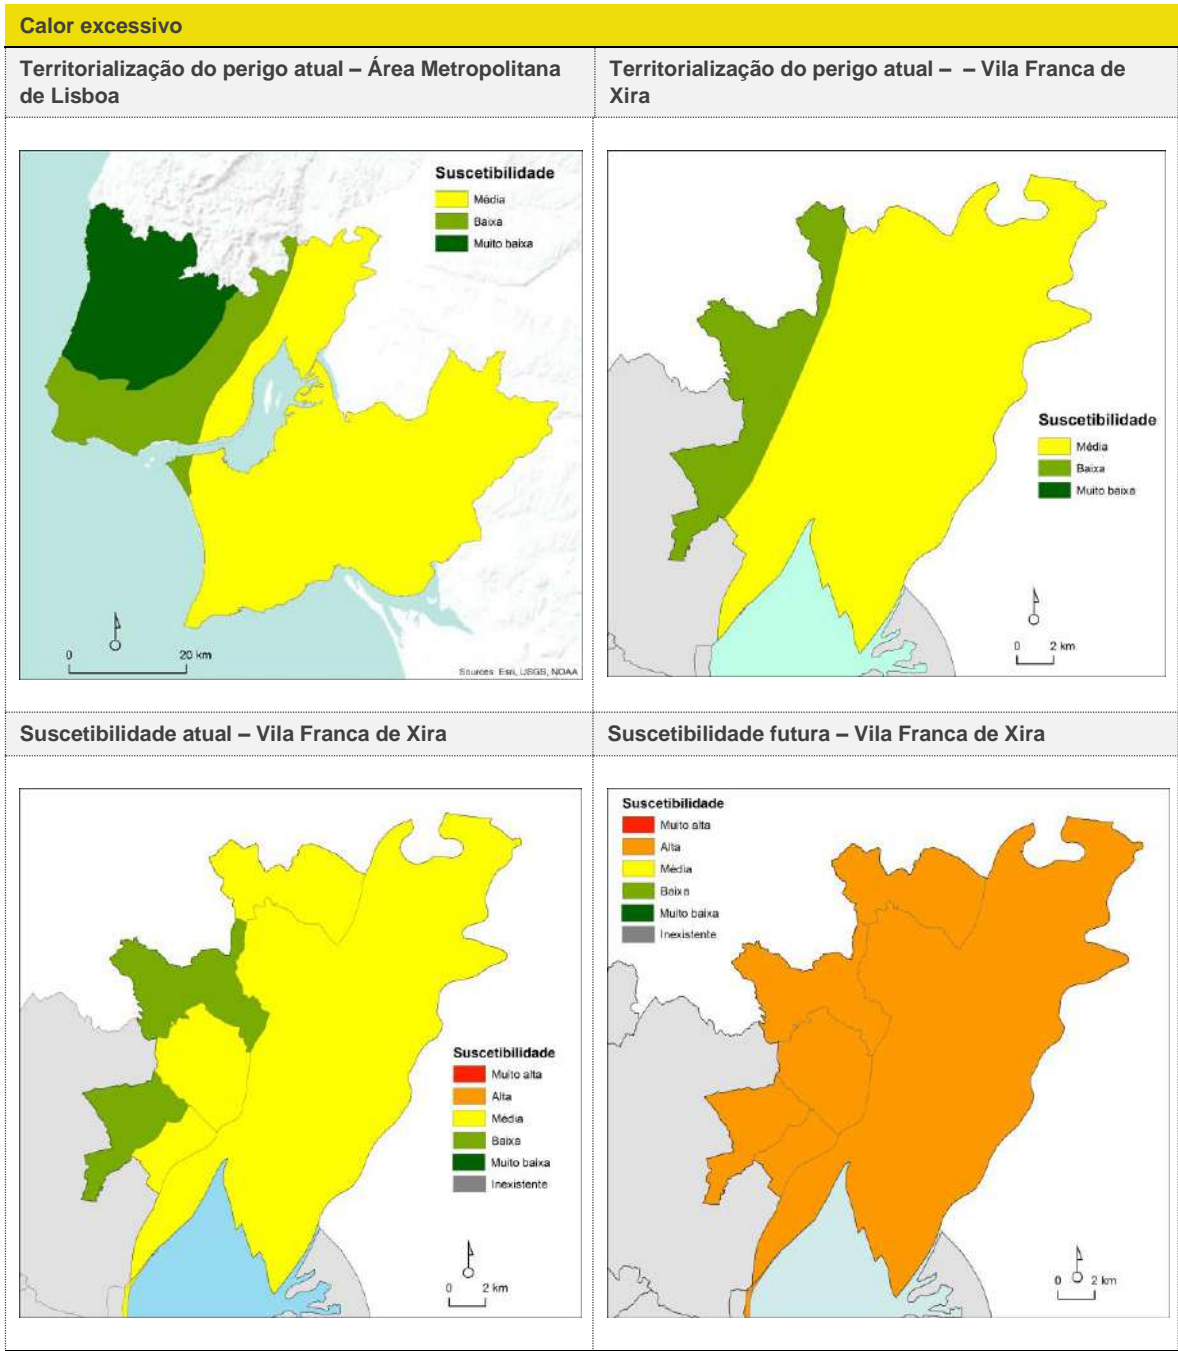 Calor excessivo
Territorialização do perigo atual – Área Metropolitana
de Lisboa
Territorialização do perigo atual – – Vila Franca de
Xira
Suscetibilidade
Média
Baixa
Muito baixa
0 20 km
Sources: Esri, USGS, NOAA
Suscetibilidade
Média
Baixa
Muito baixa
0 2 km
Suscetibilidade atual – Vila Franca de Xira
Suscetibilidade futura – Vila Franca de Xira
Suscetibilidade
Muito alta
Alta
Média
Baixa
Muito baixa
Inexistente
0 2 km
Suscetibilidade
Muito alta
Alta
Média
Baixa
Muito baixa
Inexistente
0 2 km